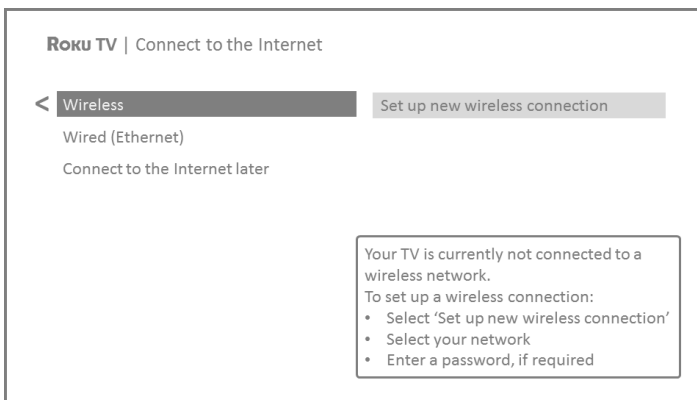 Roku TV | Connect to the Internet
< Wireless
Set up new wireless connection
Wired (Ethernet)
Connect to the Internet later
Your TV is currently not connected to a
wireless network.
To set up a wireless connection:
• Select ‘Set up new wireless connection’
• Select your network
• Enter a password, if required